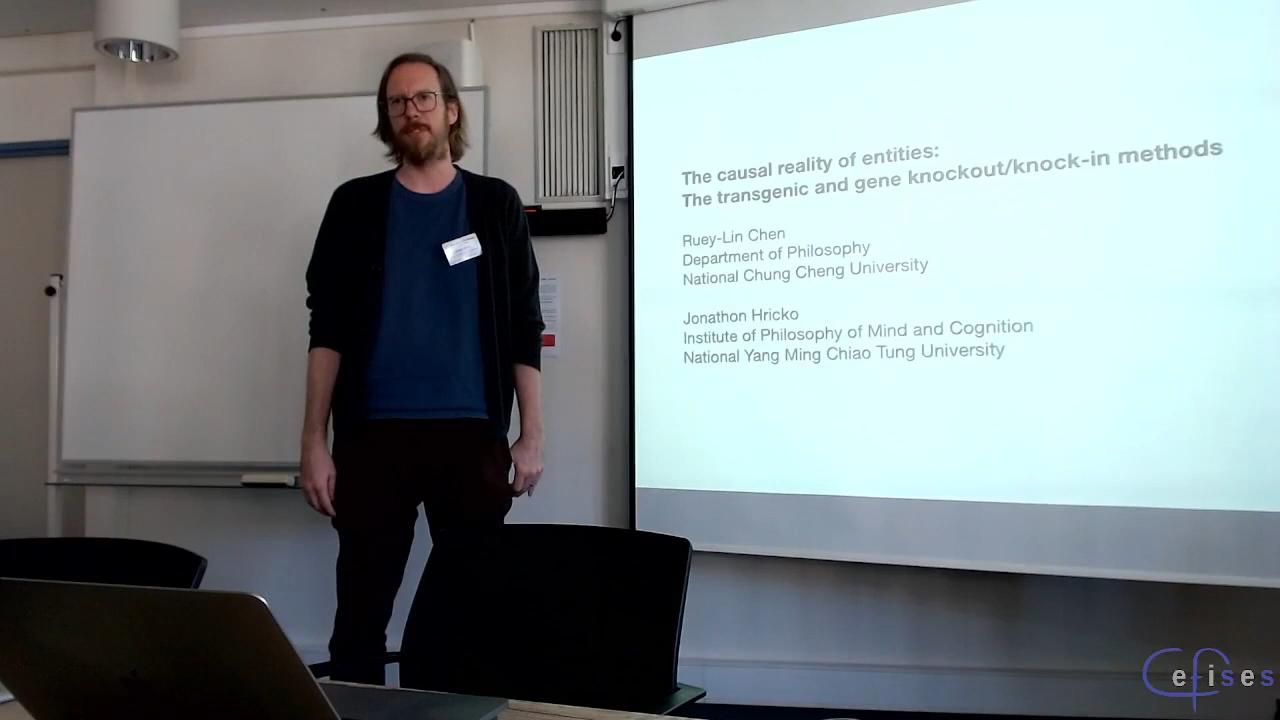 The causal reality of entities:
The transgenic and gene knockout/knock-in methods
Ruey-Lin Chen
Department of Philosophy
National Chung Cheng University
Jonathon Hricko
Institute of Philosophy of Mind and Cognition
National Yang Ming Chiao Tung University
Cefises